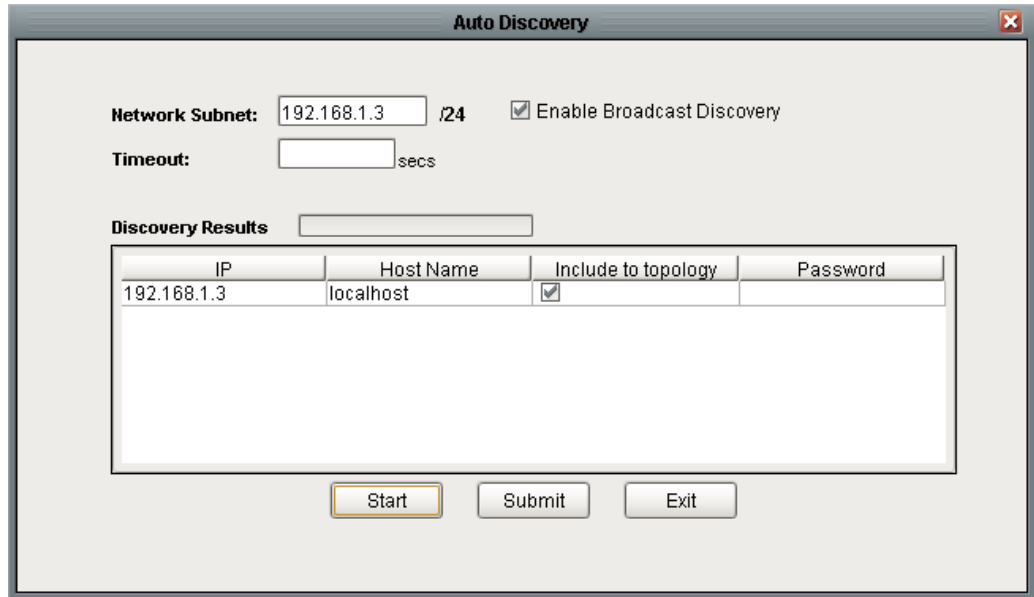 Auto Discovery
Network Subnet: 192.168.1.3 /24 Enable Broadcast Discovery
Timeout: secs
Discovery Results
IP Host Name Include to topology Password
192.168.1.3 localhost
Start Submit Exit